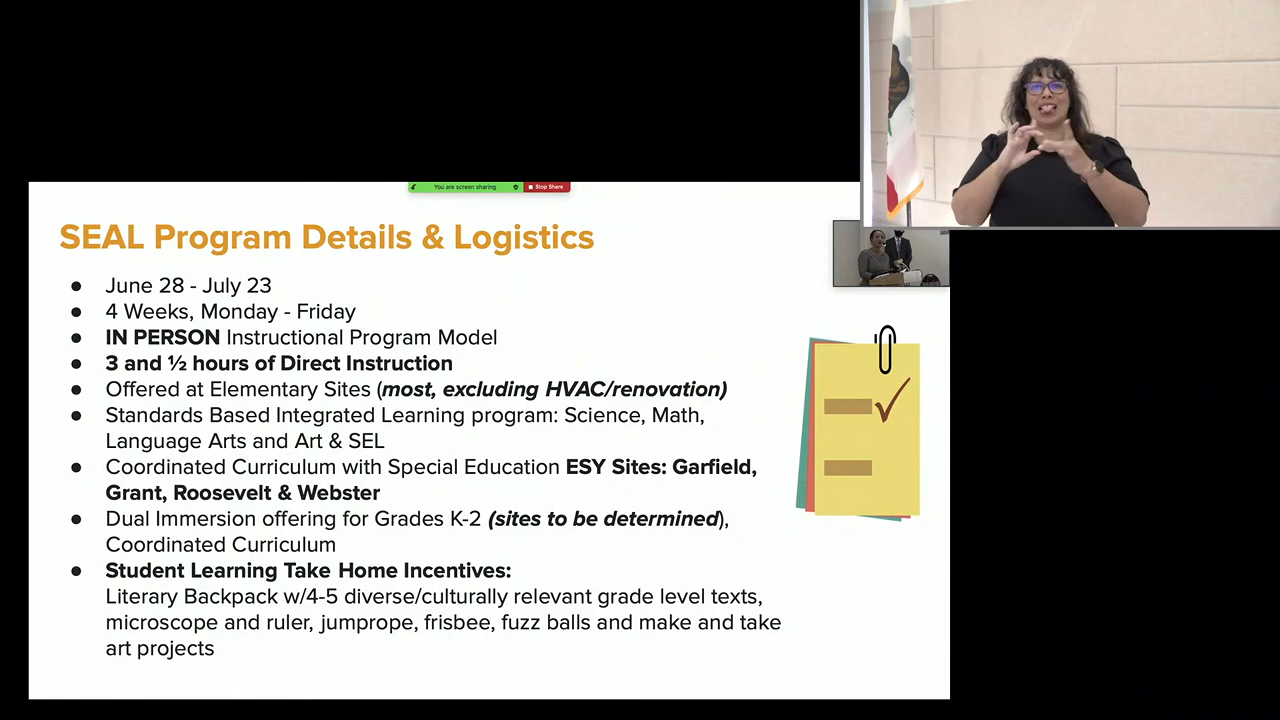 You are screen sharing
Stop Share
SEAL Program Details & Logistics
● June 28 - July 23
● 4 Weeks, Monday - Friday
● IN PERSON Instructional Program Model
● 3 and ½ hours of Direct Instruction
● Offered at Elementary Sites (most, excluding HVAC/renovation)
● Standards Based Integrated Learning program: Science, Math,
Language Arts and Art & SEL
● Coordinated Curriculum with Special Education ESY Sites: Garfield,
Grant, Roosevelt & Webster
● Dual Immersion offering for Grades K-2 (sites to be determined),
Coordinated Curriculum
● Student Learning Take Home Incentives:
Literary Backpack w/4-5 diverse/culturally relevant grade level texts,
microscope and ruler, jumprope, frisbee, fuzz balls and make and take
art projects